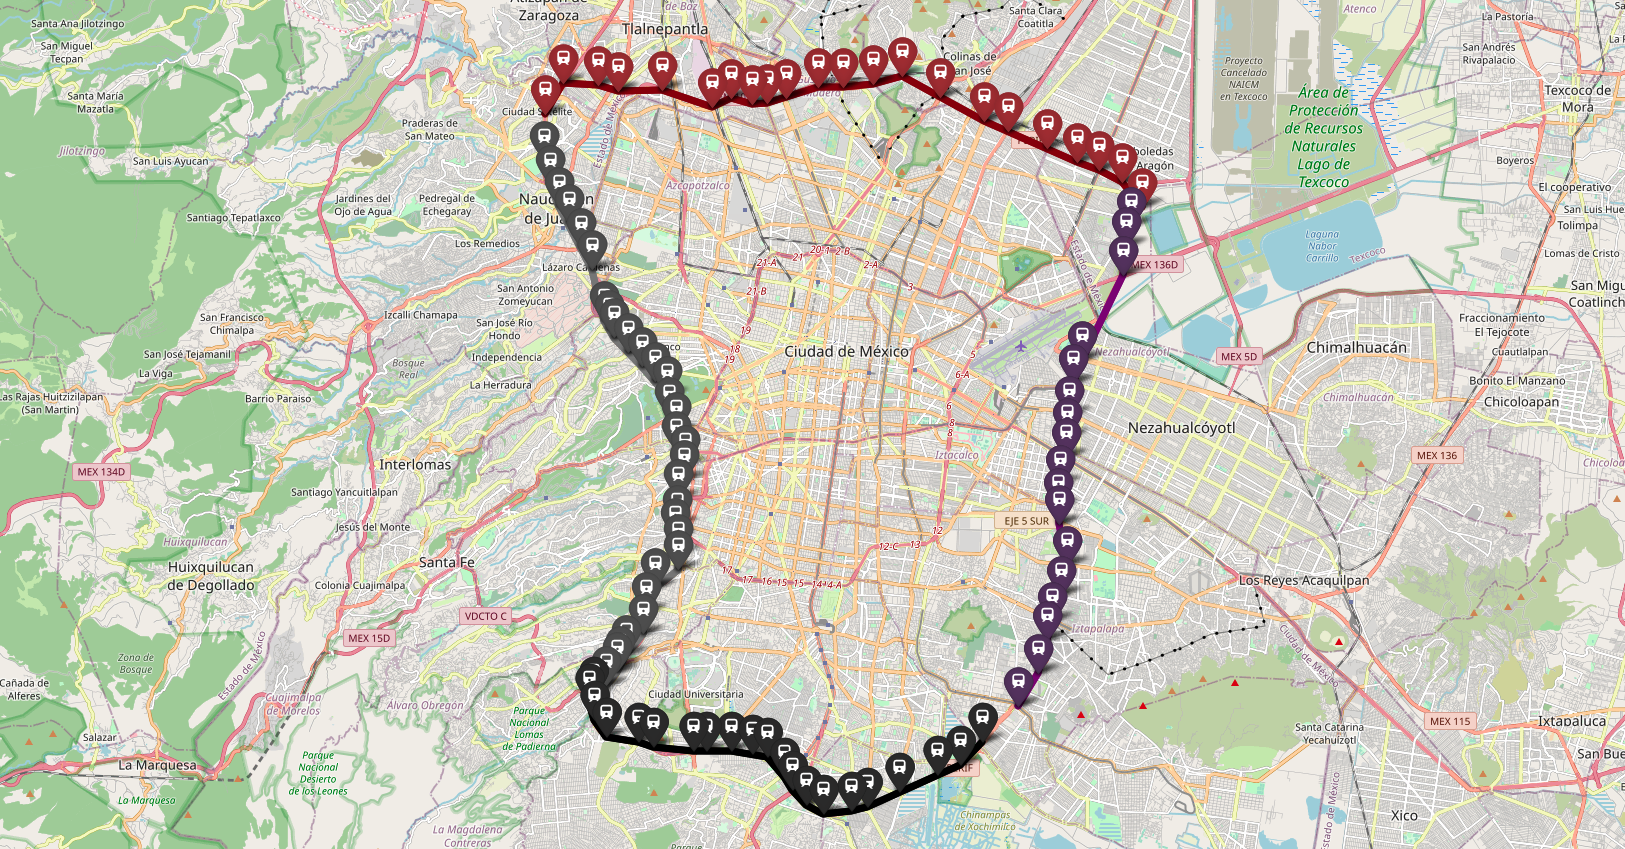 Santa Ana Jilotzingo
San Miguel
Tecpan
Santa María
Mazatla
Jilotzingo
San Luis Ayucan
Zaragoza
Tlalnepantla
de Baz
Santa Clara
Coatitla
Colinas de
San José
Ciudad Satélite
Praderas de
San Mateo
Estado de México
Azcapotzalco
Jardines del
Ojo de Agua
Pedregal de
Echegaray
Santiago Tepatlaxco
Los Remedios
Lázaro Cárdenas
San Antonio
Zomeyucan
Izcalli Chamapa
San José Río
Hondo
San Francisco
Chimalpa
San José Tejamanil
La Viga
Independencia
Bosque
Real
La Herradura
Barrio Paraiso
Las Rajas Huitzizilapan
(San Martin)
MEX 134D
Interlomas
Santiago Yancuitlalpan
Jesús del Monte
Huixquilucan
Huixquilucan
de Degollado
Santa Fe
Colonia Cuajimalpa
VDCTO C
MEX 15D
Zona de
Bosque
Cañada de
Alferes
Estado de México
Cuajimalpa
de Morelos
Álvaro Obregón
Salazar
La Marquesa
La Marquesa
Parque
Nacional
Desierto
de los Leones
Parque
Nacional
Lomas
de Padierna
La Magdalena
Contreras
Ciudad Universitaria
Ciudad de México
20-1
2-B
21
21-A
2-A
21-B
3
19
18
19
5
6-A
6
8
8
Iztacalco
12
13
12-C
17
17
16
15
15
14
4-A
EJE 5 SUR
Iztapalapa
Chinampas
de Xochimilco
Aragón
MEX 136D
Estado de México
Nezahualcóyotl
Nezahualcóyotl
MEX 5D
Proyecto
Cancelado
NAICM
en Texcoco
Área de
Protección
de Recursos
Naturales
Lago de
Texcoco
Atenco
La Pastoria
San Andrés
Rivapalacio
Texcoco de
Mora
Boyeros
El cooperativo
San Luis Hue
Tolimpa
Lomas de Cristo
Laguna
Nabor
Carrillo
Texcoco
San Migu
Coatlinch
Fraccionamiento
El Tejocote
Chimalhuacán
Cuautlalpan
Bonito El Manzano
Chicoloapan
Chimalhuacán
MEX 136
Chicoloa
Los Reyes Acaquilpan
Ciudad de México
Santa Catarina
Yecahuizotl
MEX 115
Ixtapaluca
San Bue
Xico
Estado de México